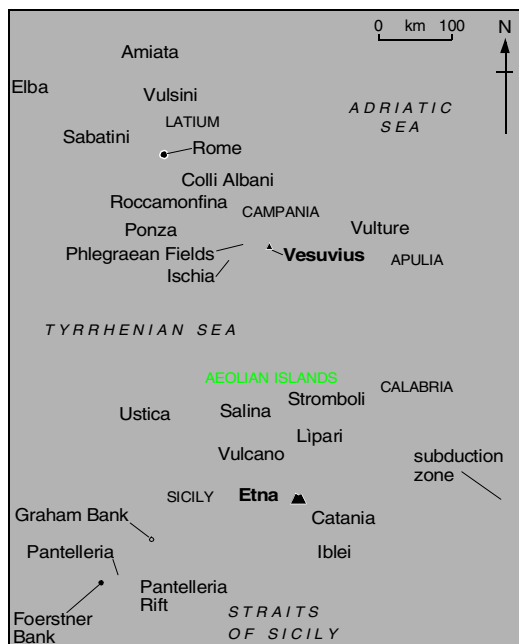 0 km 100
N
Amiata
Elba
Vulsini
ADRIATIC
SEA
LATIUM
Sabatini
Rome
Colli Albani
Roccamonfina
CAMPANIA
Ponza
Vulture
Phlegraean Fields
Vesuvius
APULIA
Ischia
TYRRHENIAN SEA
AEOLIAN ISLANDS
CALABRIA
Stromboli
Ustica
Salina
Lìpari
Vulcano
subduction
zone
SICILY
Etna
Graham Bank
Catania
Pantelleria
Iblei
Pantelleria
Rift
Foerstner
Bank
STRAITS
OF SICILY